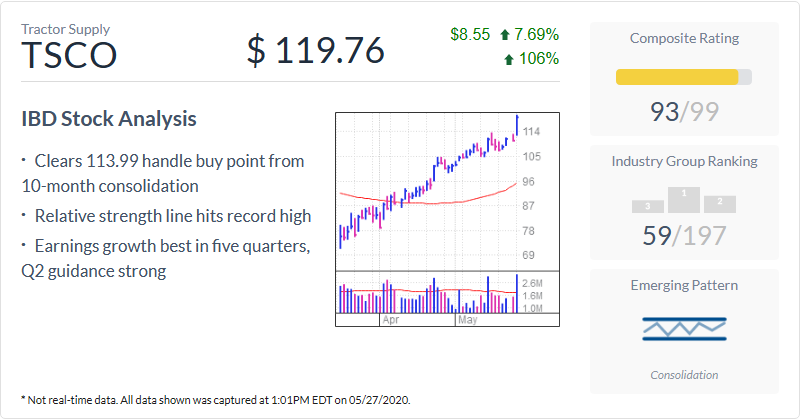 Tractor Supply
TSCO
$ 119.76
$8.55 7.69%
106%
IBD Stock Analysis
· Clears 113.99 handle buy point from
10-month consolidation
· Relative strength line hits record high
· Earnings growth best in five quarters,
Q2 guidance strong
114
105
96
87
78
69
2.6M
1.6M
1.0M
Apr May
Composite Rating
93/99
Industry Group Ranking
3 1 2
59/197
Emerging Pattern
Consolidation
* Not real-time data. All data shown was captured at 1:01PM EDT on 05/27/2020.